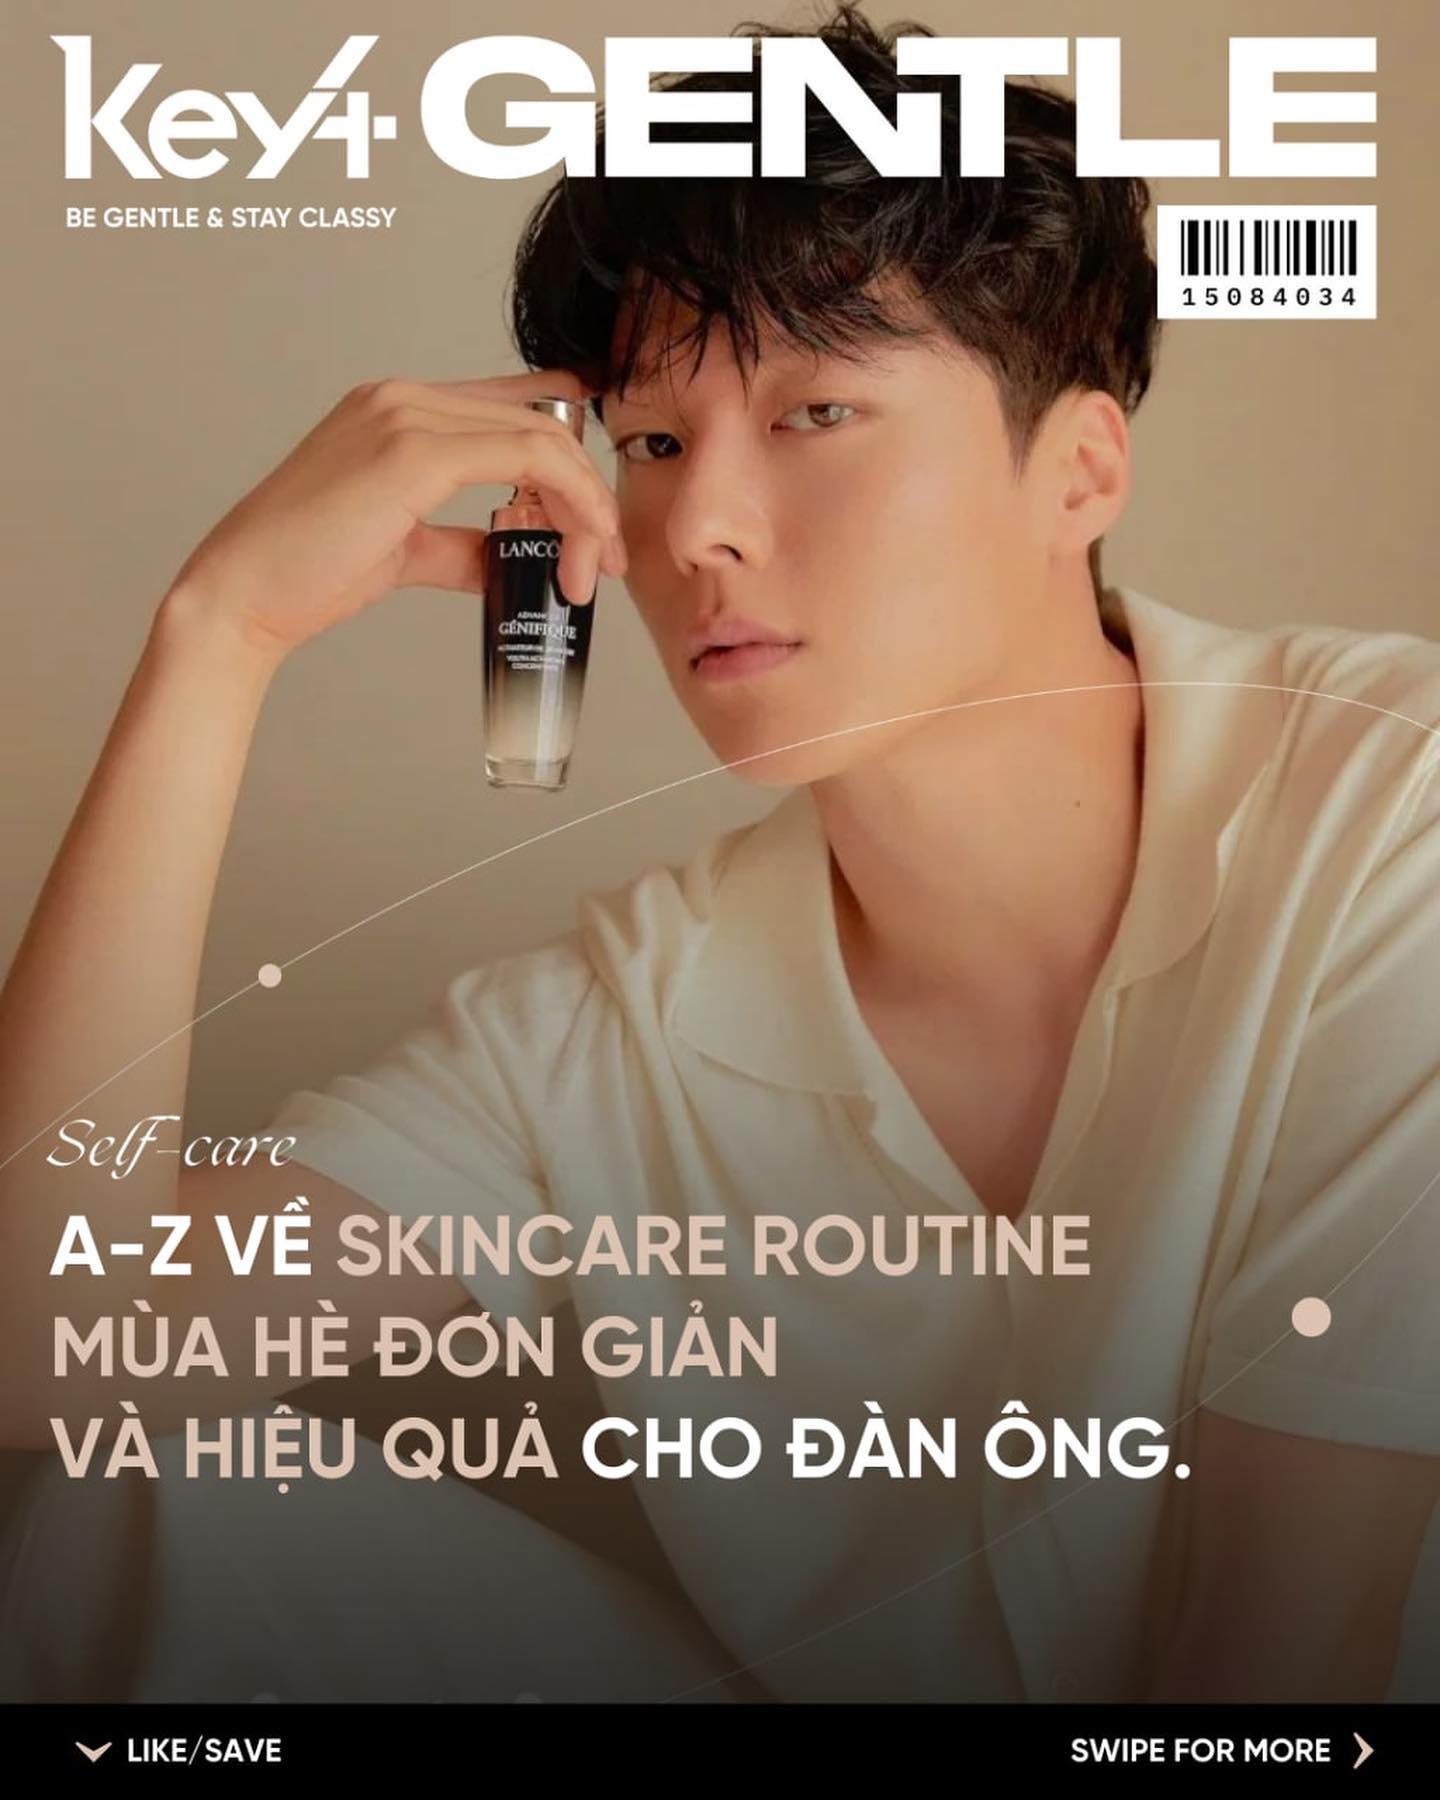 Key4 GENTLE
BE GENTLE & STAY CLASSY
15084034
LANCÔ
GÉNIFIQUE
Self-care
A-Z VỀ SKINCARE ROUTINE
MÙA HÈ ĐƠN GIẢN
VÀ HIỆU QUẢ CHO ĐÀN ÔNG.
LIKE/SAVE
SWIPE FOR MORE